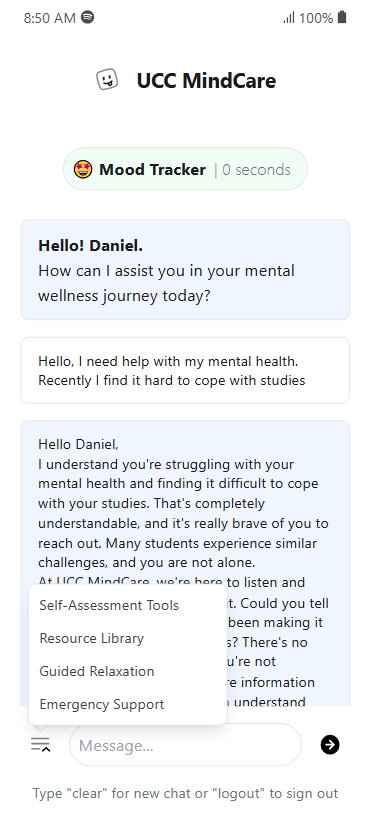 8:50 AM
100%
UCC MindCare
Mood Tracker | 0 seconds
Hello! Daniel.
How can I assist you in your mental
wellness journey today?
Hello, I need help with my mental health.
Recently I find it hard to cope with studies
Hello Daniel,
I understand you're struggling with your
mental health and finding it difficult to cope
with your studies. That's completely
understandable, and it's really brave of you to
reach out. Many students experience similar
challenges, and you are not alone.
At UCC MindCare, we're here to listen and
t. Could you tell
been making it
s? There's no
u're not
re information
understand
Self-Assessment Tools
Resource Library
Guided Relaxation
Emergency Support
Message...
Type "clear" for new chat or "logout" to sign out